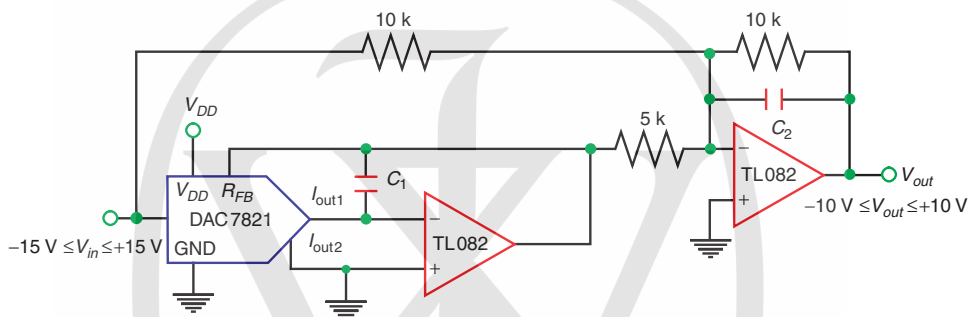 10 k
10 k
V_DD
5 k
C_2
C_1
V_DD R_FB
I_out1
DAC7821
TL082
V_out
−10 V ≤V_out ≤+10 V
−15 V ≤V_in ≤+15 V
GND
I_out2
TL082
− + − +